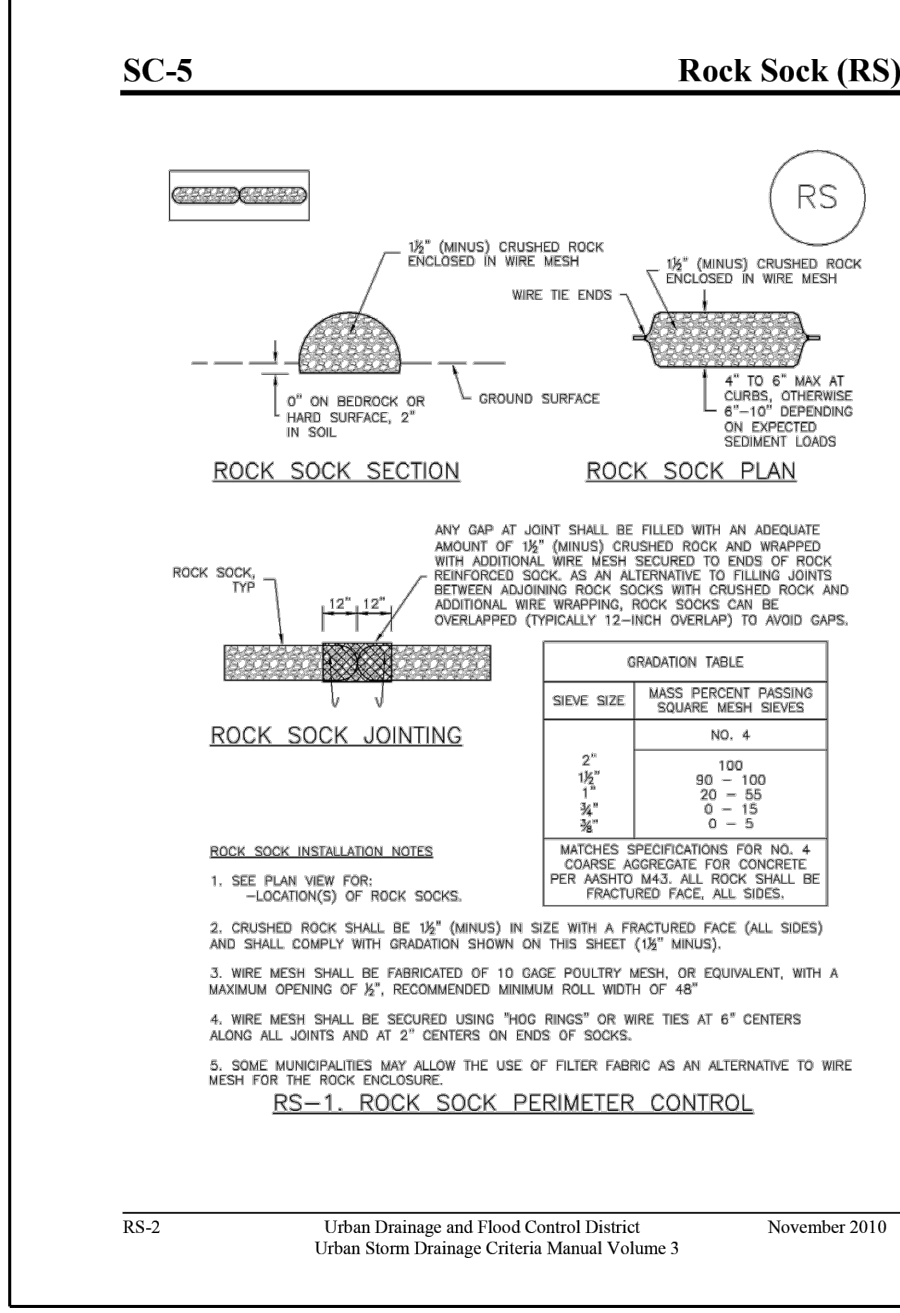 SC-5 Rock Sock (RS)
RS
1½" (MINUS) CRUSHED ROCK
ENCLOSED IN WIRE MESH
0" ON BEDROCK OR
HARD SURFACE, 2"
IN SOIL
GROUND SURFACE
ROCK SOCK SECTION
1½" (MINUS) CRUSHED ROCK
ENCLOSED IN WIRE MESH
WIRE TIE ENDS
4" TO 6" MAX AT
CURBS, OTHERWISE
6"-10" DEPENDING
ON EXPECTED
SEDIMENT LOADS
ROCK SOCK PLAN
ANY GAP AT JOINT SHALL BE FILLED WITH AN ADEQUATE
AMOUNT OF 1½" (MINUS) CRUSHED ROCK AND WRAPPED
WITH ADDITIONAL WIRE MESH SECURED TO ENDS OF ROCK
REINFORCED SOCK. AS AN ALTERNATIVE TO FILLING JOINTS
BETWEEN ADJOINING ROCK SOCKS WITH CRUSHED ROCK AND
ADDITIONAL WIRE WRAPPING, ROCK SOCKS CAN BE
OVERLAPPED (TYPICALLY 12-INCH OVERLAP) TO AVOID GAPS.
ROCK SOCK,
TYP
12" 12"
ROCK SOCK JOINTING
GRADATION TABLE
SIEVE SIZE MASS PERCENT PASSING
SQUARE MESH SIEVES
NO. 4
2" 100
1½" 90 - 100
1" 20 - 55
¾" 0 - 15
⅜" 0 - 5
MATCHES SPECIFICATIONS FOR NO. 4
COARSE AGGREGATE FOR CONCRETE
PER AASHTO M43. ALL ROCK SHALL BE
FRACTURED FACE, ALL SIDES.
ROCK SOCK INSTALLATION NOTES
1. SEE PLAN VIEW FOR:
-LOCATION(S) OF ROCK SOCKS.
2. CRUSHED ROCK SHALL BE 1½" (MINUS) IN SIZE WITH A FRACTURED FACE (ALL SIDES)
AND SHALL COMPLY WITH GRADATION SHOWN ON THIS SHEET (1½" MINUS).
3. WIRE MESH SHALL BE FABRICATED OF 10 GAGE POULTRY MESH, OR EQUIVALENT, WITH A
MAXIMUM OPENING OF ½", RECOMMENDED MINIMUM ROLL WIDTH OF 48"
4. WIRE MESH SHALL BE SECURED USING "HOG RINGS" OR WIRE TIES AT 6" CENTERS
ALONG ALL JOINTS AND AT 2" CENTERS ON ENDS OF SOCKS.
5. SOME MUNICIPALITIES MAY ALLOW THE USE OF FILTER FABRIC AS AN ALTERNATIVE TO WIRE
MESH FOR THE ROCK ENCLOSURE.
RS-1. ROCK SOCK PERIMETER CONTROL
RS-2 Urban Drainage and Flood Control District November 2010
Urban Storm Drainage Criteria Manual Volume 3